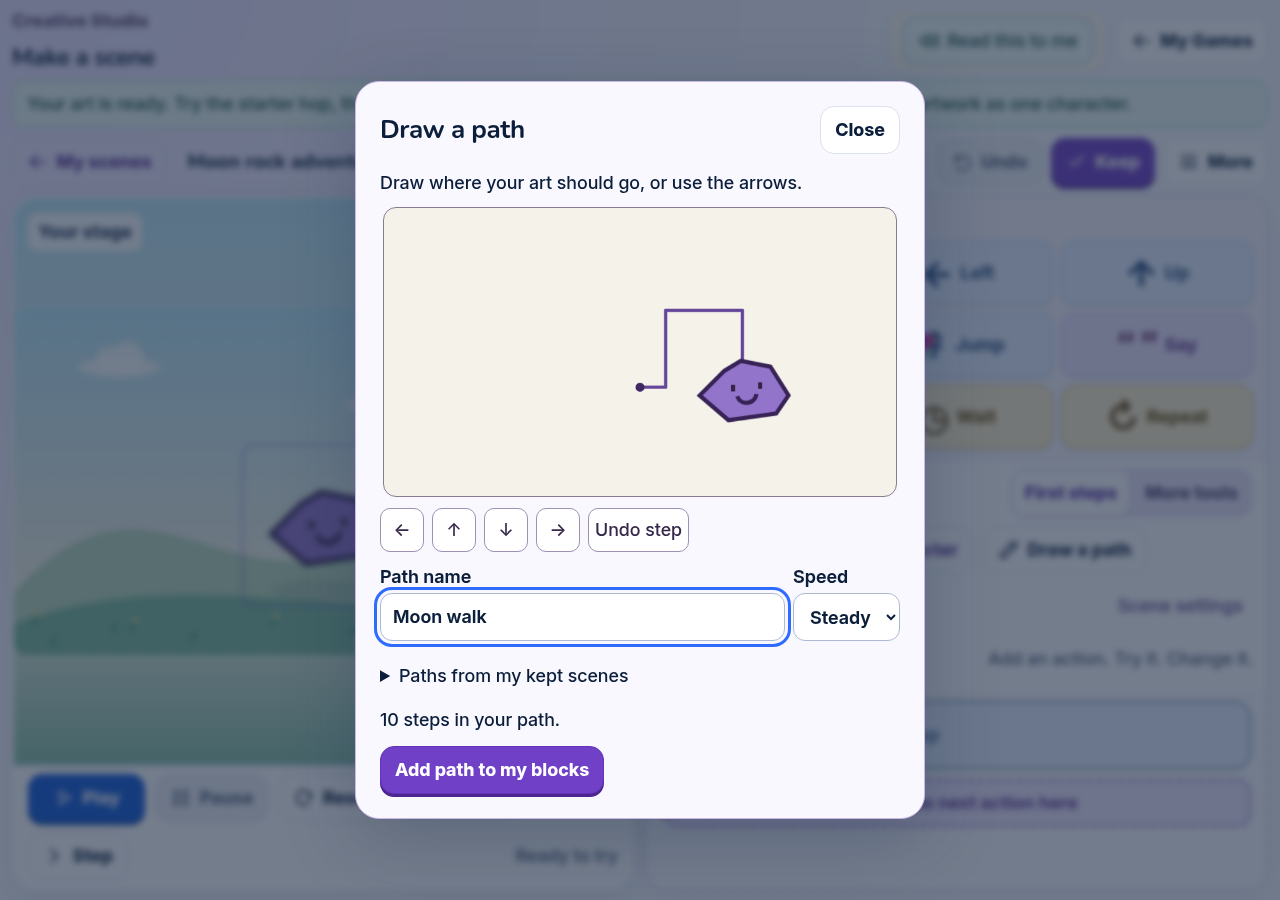 Creative Studio
Make a scene
Read this to me
My Games
Your art is ready. Try the starter hop, th
rtwork as one character.
My scenes
Moon rock advent
Undo
Keep
More
Draw a path
Close
Draw where your art should go, or use the arrows.
Your stage
Left
Up
Jump
Say
Wait
Repeat
First steps
More tools
Undo step
Draw a path
Path name
Speed
Moon walk
Steady
Scene settings
Paths from my kept scenes
Add an action. Try it. Change it.
10 steps in your path.
Add path to my blocks
Play
Pause
next action here
Step
Ready to try